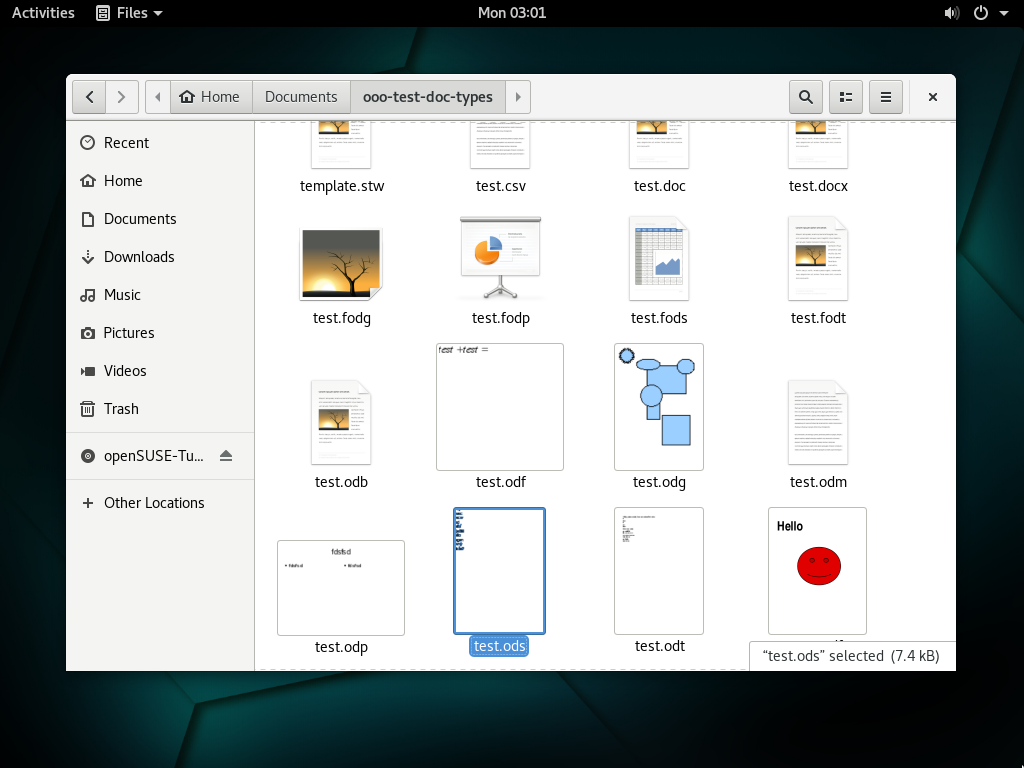 Activities Files Mon 03:01
Home Documents ooo-test-doc-types
Recent
Home
Documents
Downloads
Music
Pictures
Videos
Trash
openSUSE-Tu...
Other Locations
template.stw test.csv test.doc test.docx
test.fodg test.fodp test.fods test.fodt
test +test =
test.odb test.odf test.odg test.odm
fdsfsd
Hello
test.odp test.ods test.odt
“test.ods” selected (7.4 kB)